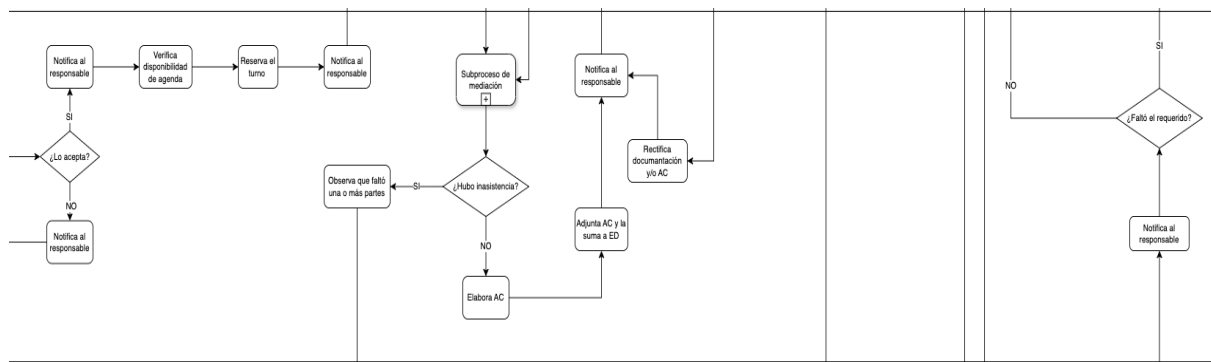 Notifica al
responsable
Verifica
disponibilidad
de agenda
Reserva el
turno
Notifica al
responsable
SI
¿Lo acepta?
NO
Notifica al
responsable
Subproceso de
mediación
+
¿Hubo inasistencia?
SI
Observa que faltó
una o más partes
NO
Elabora AC
Adjunta AC y la
suma a ED
Notifica al
responsable
Rectifica
documantación
y/o AC
SI
NO
¿Faltó el requerido?
Notifica al
responsable